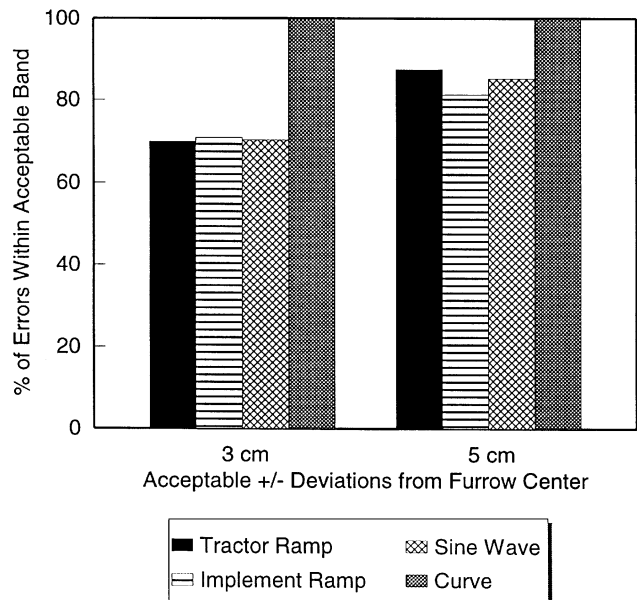 % of Errors Within Acceptable Band
100
80
60
40
20
0
3 cm
5 cm
Acceptable +/- Deviations from Furrow Center
Tractor Ramp
Sine Wave
Implement Ramp
Curve